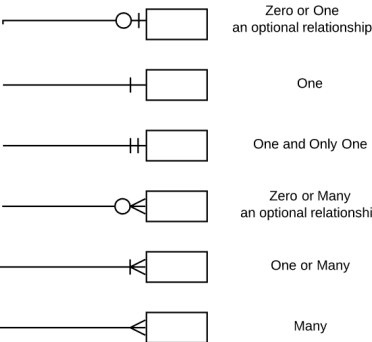 Zero or One
an optional relationship
One
One and Only One
Zero or Many
an optional relationshi
One or Many
Many